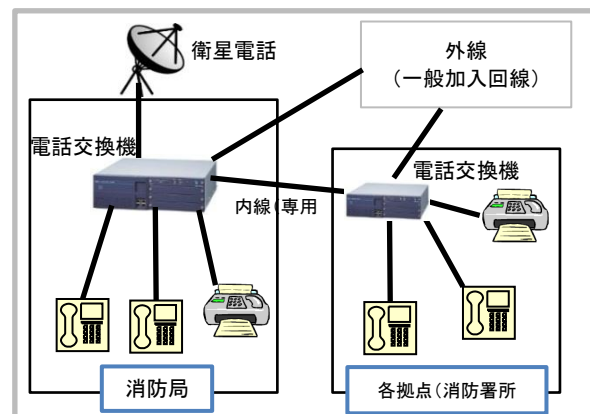 衛星電話
外線
（一般加入回線）
電話交換機
電話交換機
内線（専用
消防局
各拠点（消防署所